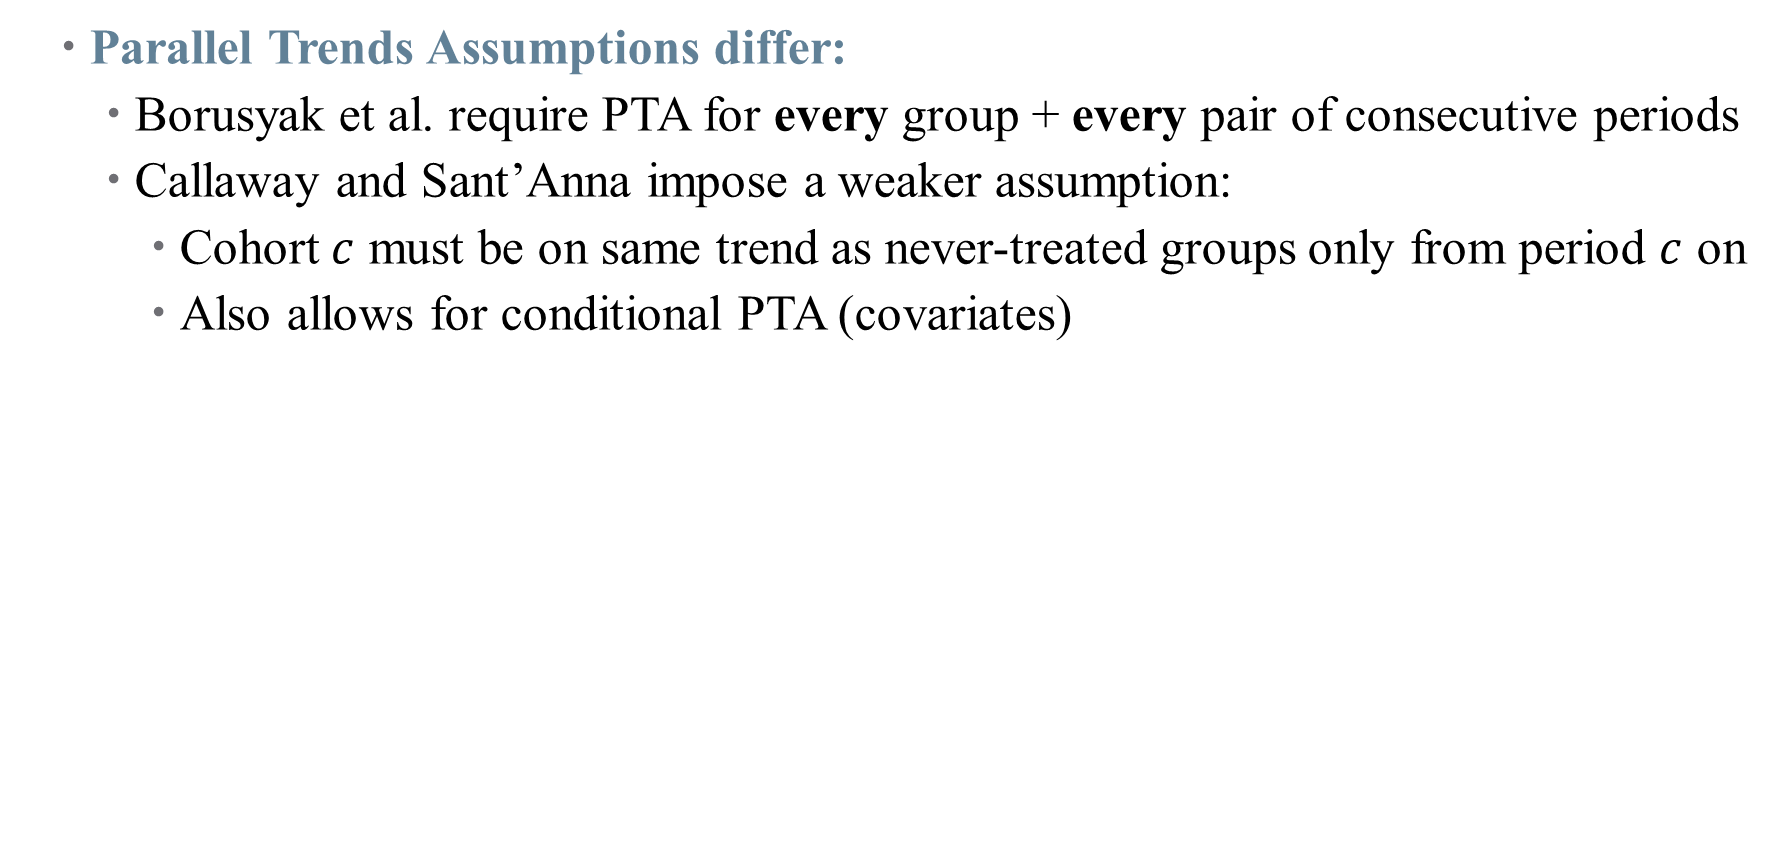 • Parallel Trends Assumptions differ:
• Borusyak et al. require PTA for every group + every pair of consecutive periods
• Callaway and Sant’Anna impose a weaker assumption:
• Cohort c must be on same trend as never-treated groups only from period c on
• Also allows for conditional PTA (covariates)